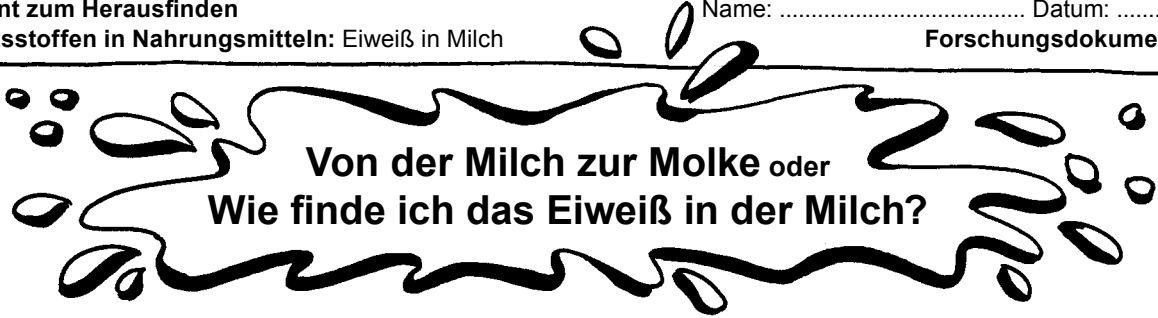 nt zum Herausfinden
Name: .................................... Datum: .......
sstoffen in Nahrungsmitteln: Eiweiß in Milch
Forschungsdokume
Von der Milch zur Molke oder
Wie finde ich das Eiweiß in der Milch?